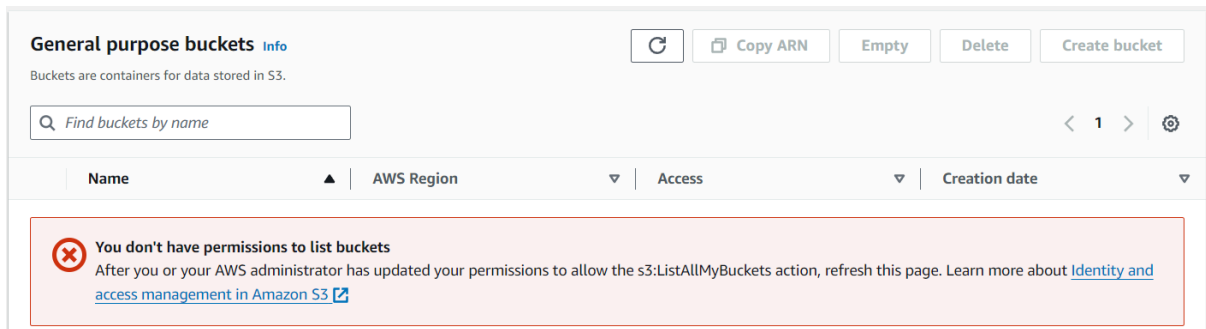 General purpose buckets Info
Copy ARN
Empty
Delete
Create bucket
Buckets are containers for data stored in S3.
Find buckets by name
1
Name
AWS Region
Access
Creation date
You don't have permissions to list buckets
After you or your AWS administrator has updated your permissions to allow the s3:ListAllMyBuckets action, refresh this page. Learn more about Identity and
access management in Amazon S3